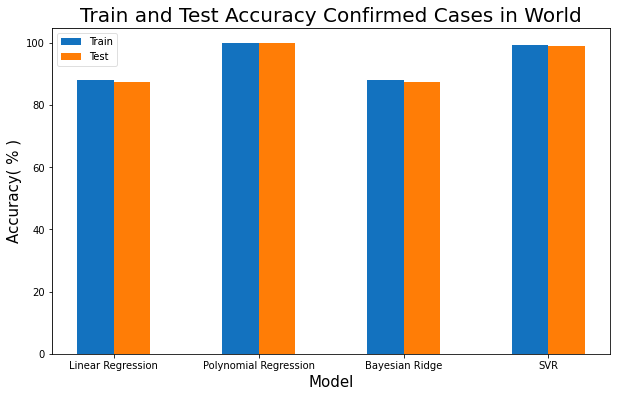 Train and Test Accuracy Confirmed Cases in World
Train
Test
Accuracy( % )
100
80
60
40
20
0
Linear Regression
Polynomial Regression
Bayesian Ridge
SVR
Model